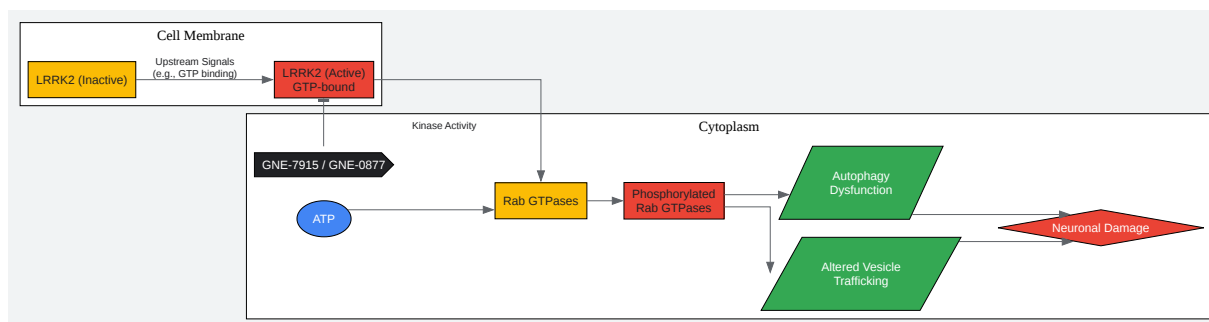 Cell Membrane
LRRK2 (Inactive)
Upstream Signals
(e.g., GTP binding)
LRRK2 (Active)
GTP-bound
Kinase Activity
Cytoplasm
GNE-7915 / GNE-0877
ATP
Rab GTPases
Phosphorylated
Rab GTPases
Autophagy
Dysfunction
Altered Vesicle
Trafficking
Neuronal Damage